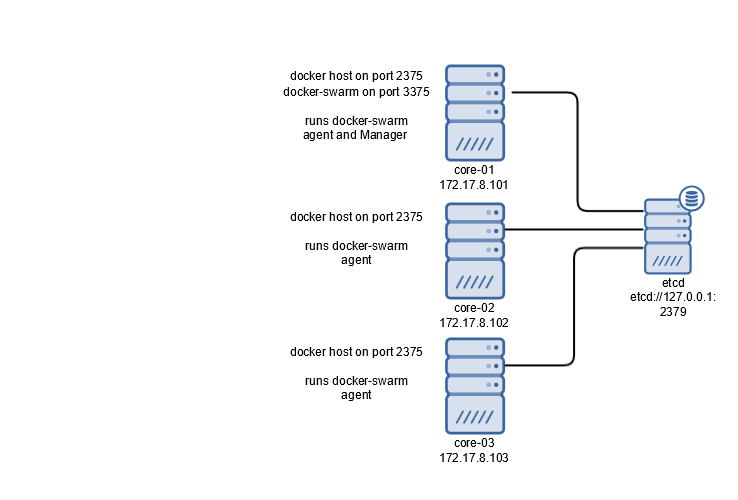 docker host on port 2375
docker-swarm on port 3375
runs docker-swarm
agent and Manager
core-01
172.17.8.101
docker host on port 2375
runs docker-swarm
agent
core-02
172.17.8.102
etcd
etcd://127.0.0.1:
2379
docker host on port 2375
runs docker-swarm
agent
core-03
172.17.8.103